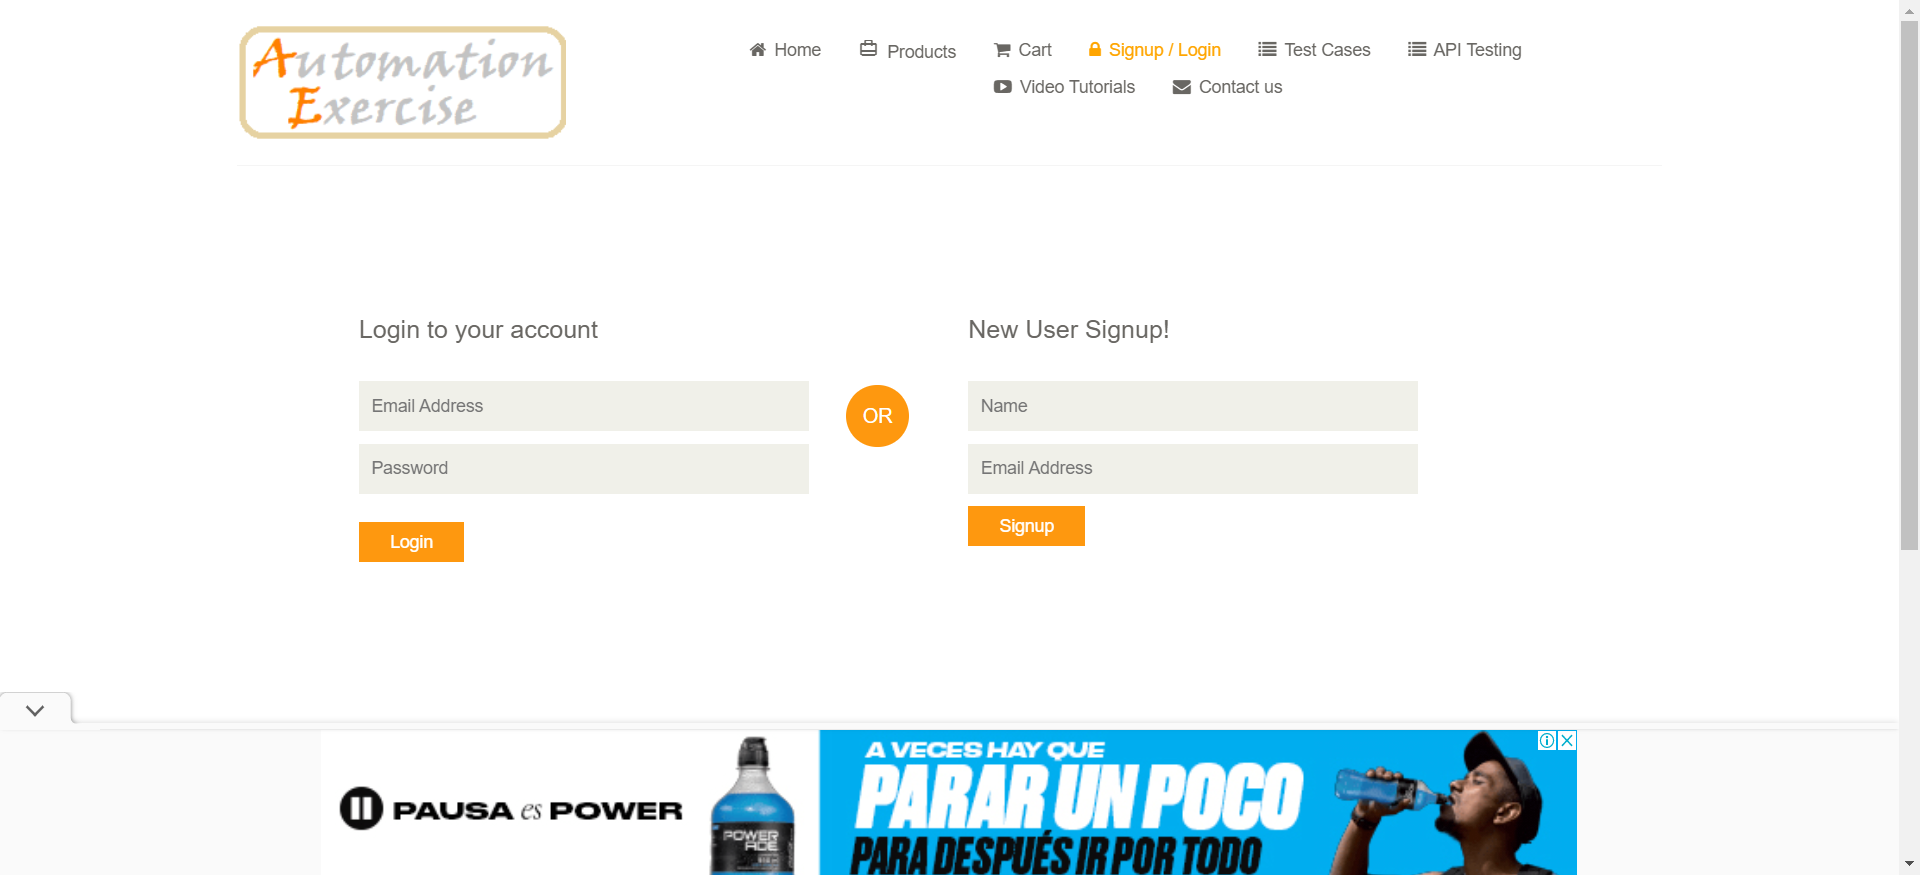 Automation
Exercise
Home
Products
Cart
Signup / Login
Test Cases
API Testing
Video Tutorials
Contact us
Login to your account
New User Signup!
Email Address
Password
Login
OR
Name
Email Address
Signup
PAUSA es POWER
POWER
ADE
A VECES HAY QUE
PARAR UN POCO
PARA DESPUÉS IR POR TODO